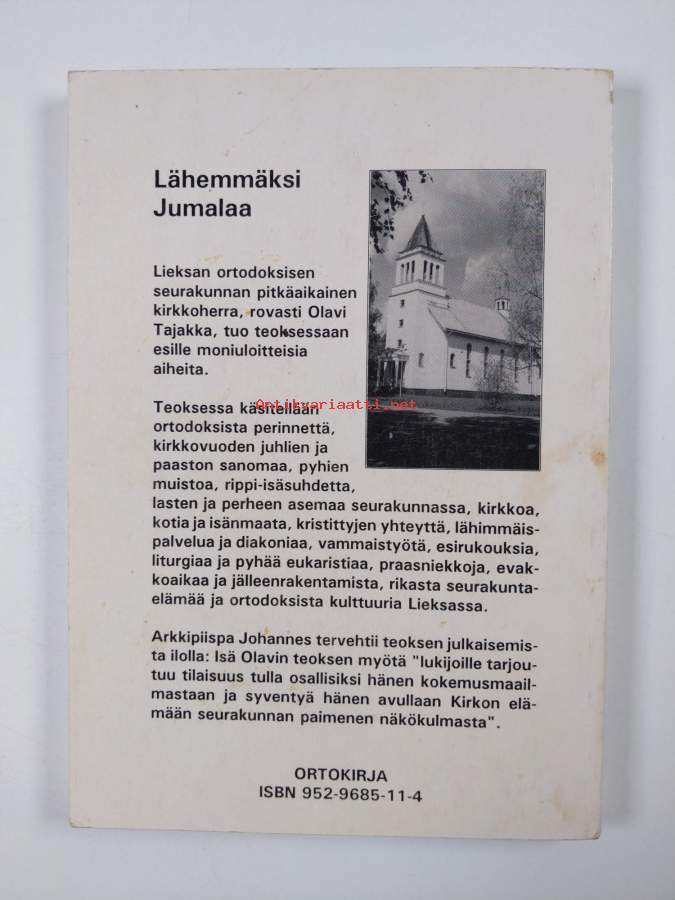 Lähemmäksi
Jumalaa
Lieksan ortodoksisen
seurakunnan pitkäaikainen
kirkkoherra, rovasti Olavi
Tajakka, tuo teoksessaan
esille moniuloitteisia
aiheita.
Antikvariaatti.net
Teoksessa käsitellään
ortodoksista perinnettä,
kirkkovuoden juhlien ja
paaston sanomaa, pyhien
muistoa, rippi-isäsuhdetta,
lasten ja perheen asemaa seurakunnassa, kirkkoa,
kotia ja isänmaata, kristittyjen yhteyttä, lähimmäis-
palvelua ja diakoniaa, vammaistyötä, esirukouksia,
liturgiaa ja pyhää eukaristiaa, praasniekkoja, evak-
koaikaa ja jälleenrakentamista, rikasta seurakunta-
elämää ja ortodoksista kulttuuria Lieksassa.
Arkkipiispa Johannes tervehtii teoksen julkaisemis-
ta ilolla: Isä Olavin teoksen myötä "lukijoille tarjou-
tuu tilaisuus tulla osallisiksi hänen kokemusmaail-
mastaan ja syventyä hänen avullaan Kirkon elä-
mään seurakunnan paimenen näkökulmasta".
ORTOKIRJA
ISBN 952-9685-11-4